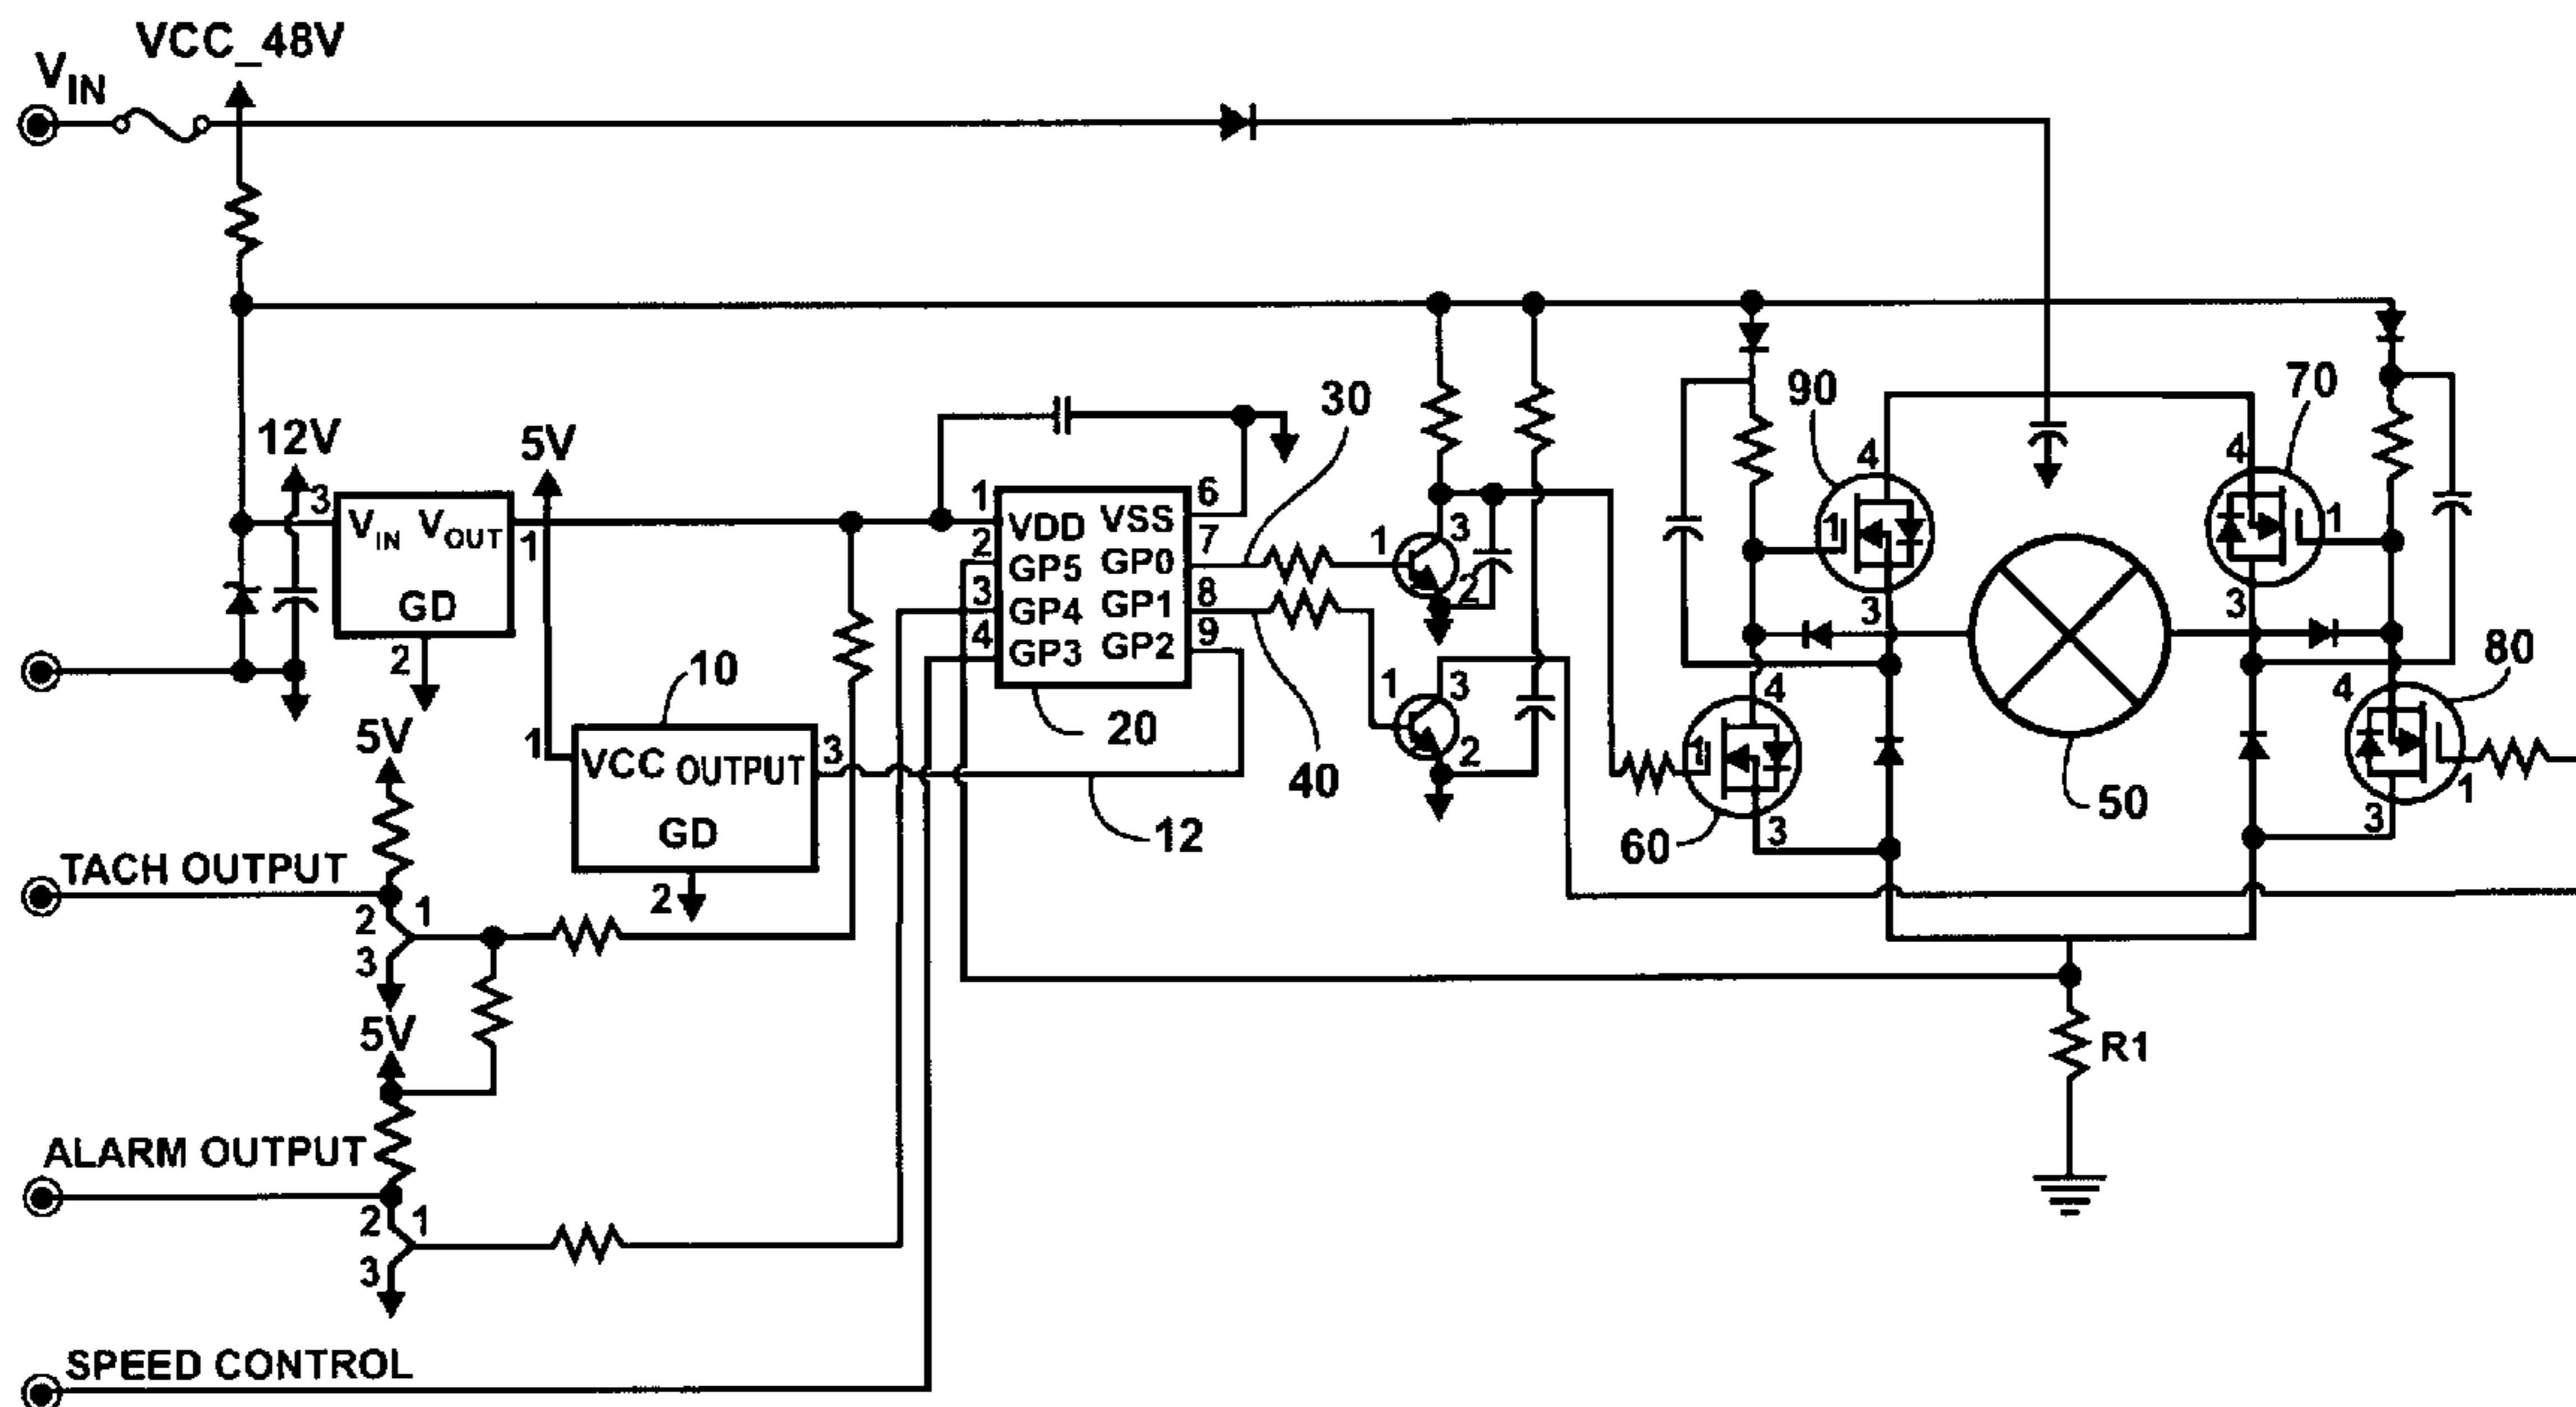 VCC_48V
VIN
12V
5V
3
VIN
VOUT
1
GD
2
1
2
3
4
VDD
GP5
GP4
GP3
VSS
GP0
GP1
GP2
6
7
8
9
30
20
40
1
3
2
1
3
2
90
4
1
3
70
4
1
3
80
4
1
3
60
4
1
3
50
10
1
VCC
OUTPUT
3
GD
2
12
5V
TACH OUTPUT
2
1
3
5V
R1
ALARM OUTPUT
2
1
3
SPEED CONTROL